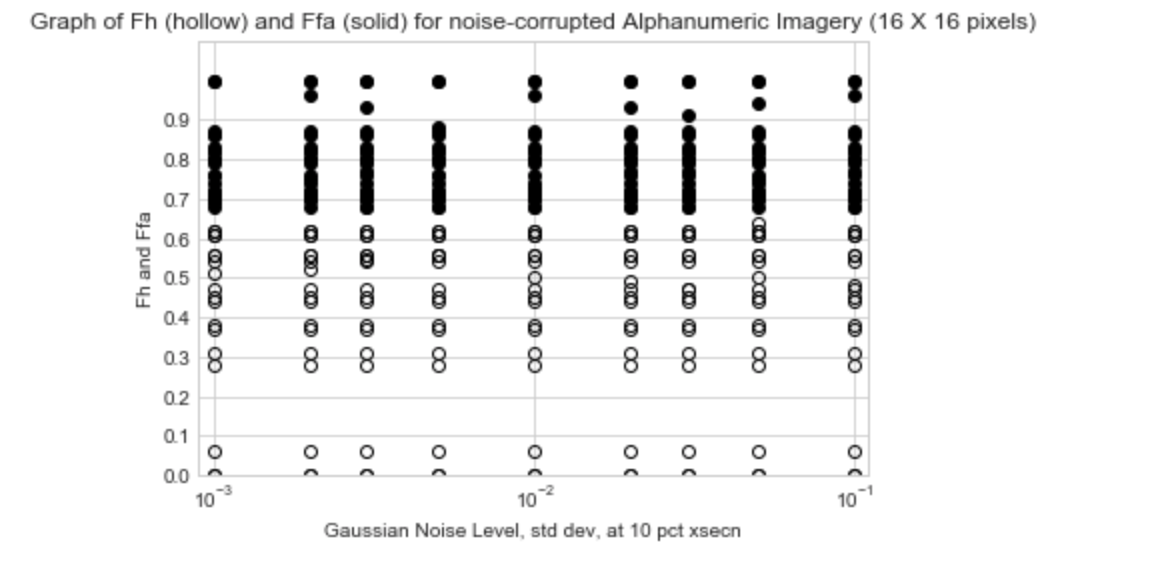 Graph of Fh (hollow) and Ffa (solid) for noise-corrupted Alphanumeric Imagery (16 X 16 pixels)
0.9
0.8
0.7
0.6
0.5
0.4
0.3
0.2
0.1
0.0
Fh and Ffa
10⁻³ 10⁻² 10⁻¹
Gaussian Noise Level, std dev, at 10 pct xsecn